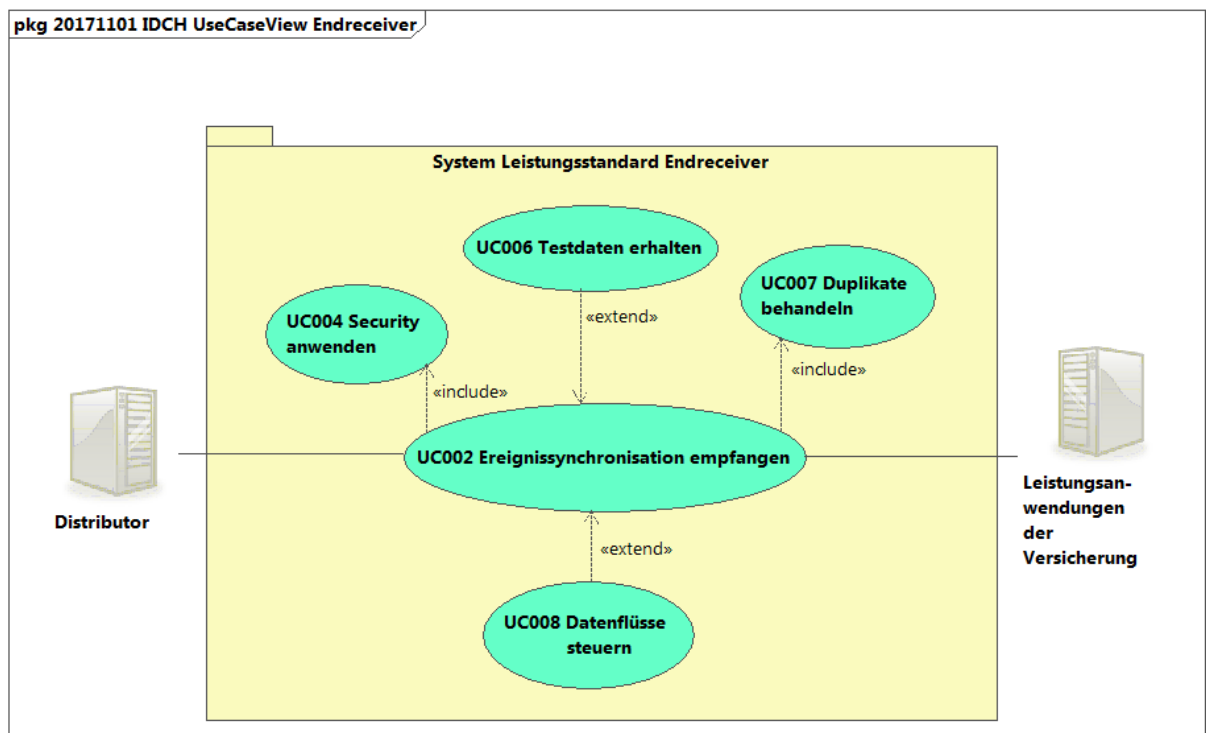 pkg 20171101 IDCH UseCaseView Endreceiver
System Leistungsstandard Endreceiver
UC006 Testdaten erhalten
UC007 Duplikate
behandeln
«extend»
UC004 Security
anwenden
«include»
«include»
UC002 Ereignissynchronisation empfangen
Distributor
Leistungsan-
wendungen
der
Versicherung
«extend»
UC008 Datenflüsse
steuern